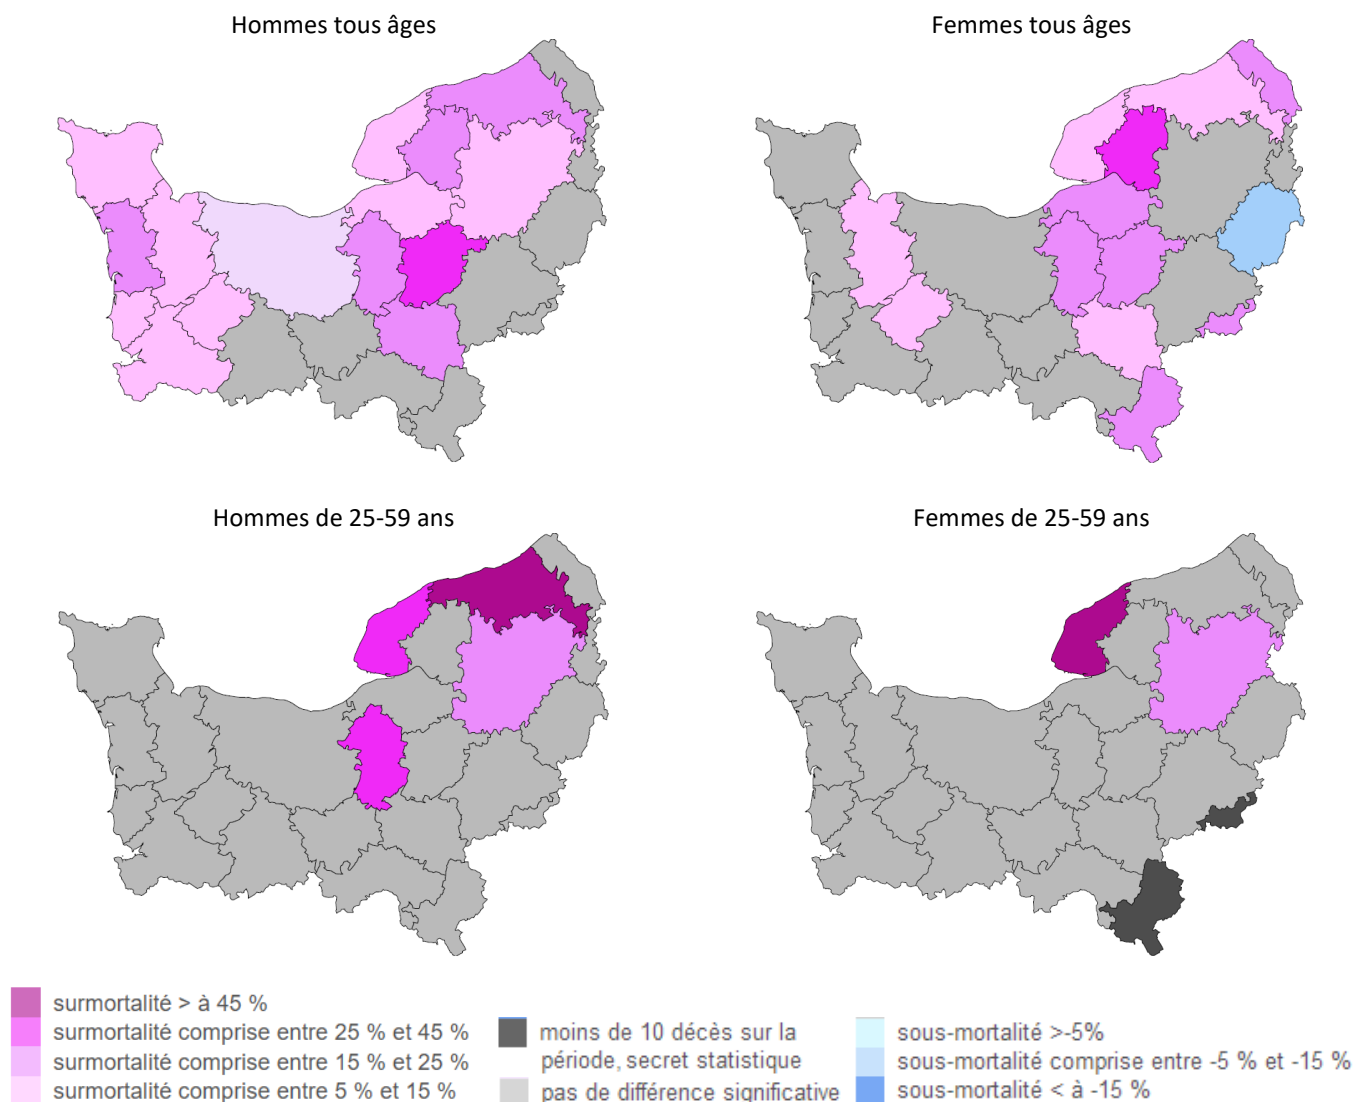 Hommes tous âges
Femmes tous âges
Hommes de 25-59 ans
Femmes de 25-59 ans
surmortalité > à 45 %
surmortalité comprise entre 25 % et 45 %
surmortalité comprise entre 15 % et 25 %
surmortalité comprise entre 5 % et 15 %
moins de 10 décès sur la
période, secret statistique
pas de différence significative
sous-mortalité >-5%
sous-mortalité comprise entre -5 % et -15 %
sous-mortalité < à -15 %